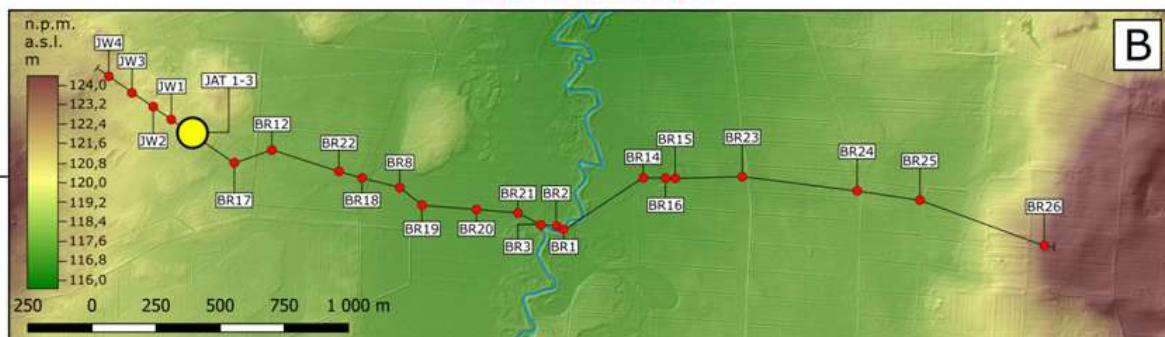 n.p.m.
a.s.l.
m
124,0
123,2
122,4
121,6
120,8
120,0
119,2
118,4
117,6
116,0
JW4
JW3
JW1
JW2
JAT 1-3
BR17
BR12
BR22
BR18
BR8
BR19
BR20
BR21
BR3
BR2
BR1
BR14
BR15
BR16
BR23
BR24
BR25
BR26
B
250 0 250 500 750 1 000 m